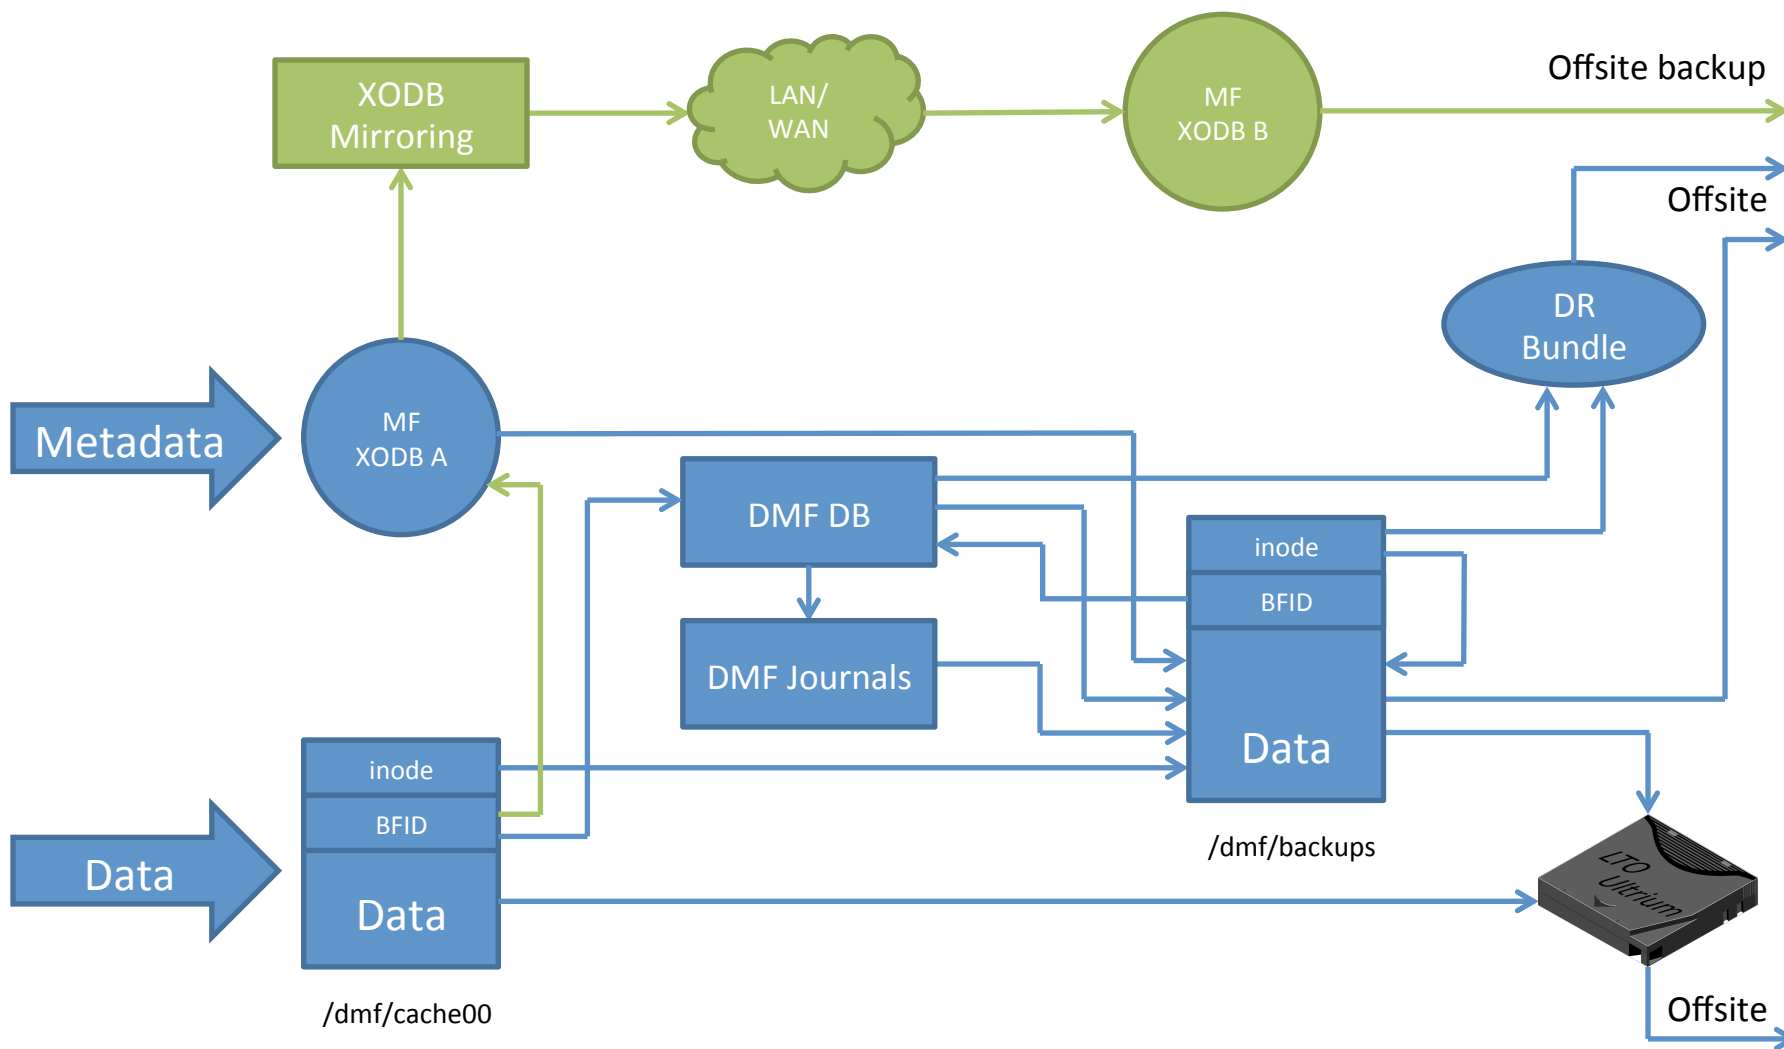 XODB
Mirroring
LAN/
WAN
MF
XODB B
Offsite backup
Offsite
DR
Bundle
Metadata
MF
XODB A
DMF DB
DMF Journals
inode
BFID
Data
/dmf/backups
Data
inode
BFID
Data
/dmf/cache00
LTO
Ultrium
Offsite